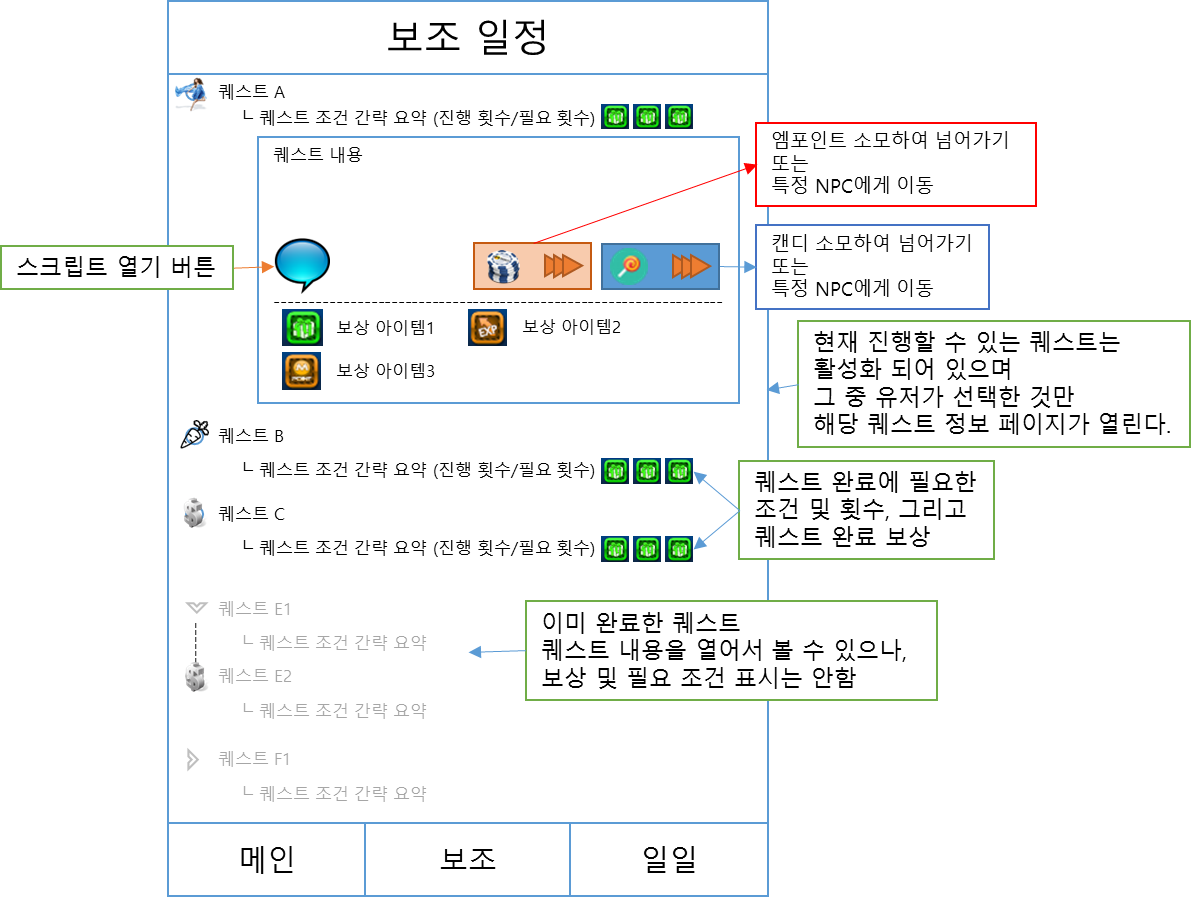 보조 일정
퀘스트 A
└ 퀘스트 조건 간략 요약 (진행 횟수/필요 횟수)
퀘스트 내용
엠포인트 소모하여 넘어가기
또는
특정 NPC에게 이동
스크립트 열기 버튼
캔디 소모하여 넘어가기
또는
특정 NPC에게 이동
보상 아이템1
EXP
보상 아이템2
POINT
보상 아이템3
현재 진행할 수 있는 퀘스트는
활성화 되어 있으며
그 중 유저가 선택한 것만
해당 퀘스트 정보 페이지가 열린다.
퀘스트 B
└ 퀘스트 조건 간략 요약 (진행 횟수/필요 횟수)
퀘스트 C
└ 퀘스트 조건 간략 요약 (진행 횟수/필요 횟수)
퀘스트 완료에 필요한
조건 및 횟수, 그리고
퀘스트 완료 보상
퀘스트 E1
└ 퀘스트 조건 간략 요약
퀘스트 E2
└ 퀘스트 조건 간략 요약
이미 완료한 퀘스트
퀘스트 내용을 열어서 볼 수 있으나,
보상 및 필요 조건 표시는 안함
퀘스트 F1
└ 퀘스트 조건 간략 요약
메인
보조
일일